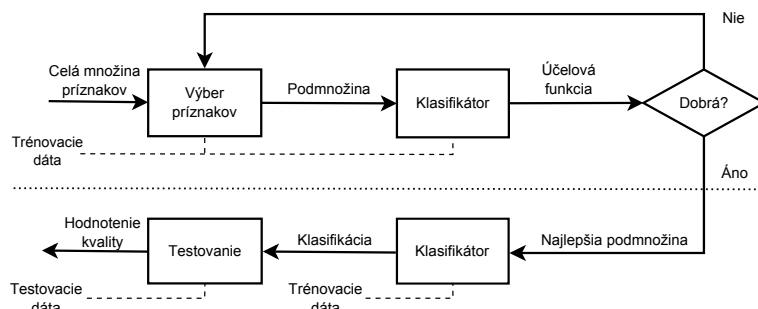 Nie
Celá množina
príznakov
Výber
príznakov
Podmnožina
Klasifikátor
Účelová
funkcia
Dobrá?
Trénovacie
dáta
Áno
Hodnotenie
kvality
Testovanie
Klasifikácia
Klasifikátor
Najlepšia podmnožina
Testovacie
dáta
Trénovacie
dáta